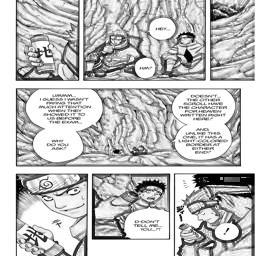 HEY...
HM?
UMMM...
I GUESS I WASN'T
PAYING THAT
MUCH ATTENTION
WHEN THEY
SHOWED IT TO
US BEFORE
THE EXAM...
WHY
DO YOU
ASK?
DOESN'T...
THE OTHER
SCROLL HAVE
THE CHARACTER
FOR HEAVEN
WRITTEN RIGHT
HERE?
AND,
UNLIKE THIS
ONE, IT HAS A
LIGHT-COLORED
BORDER AT
EITHER
END?
D-DON'T
TELL ME...
YOU...?!
!